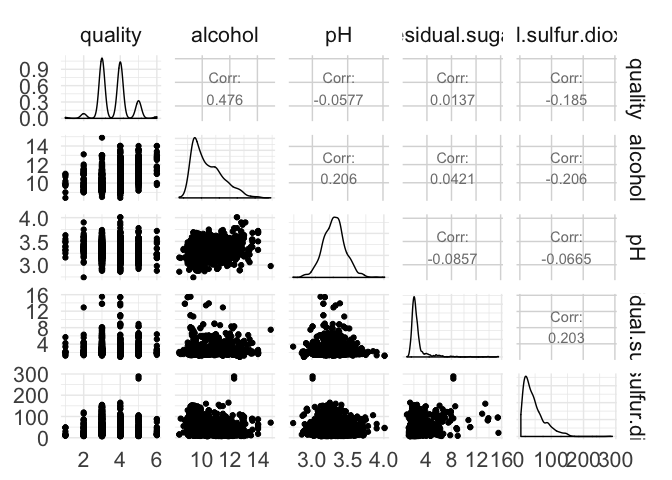 quality alcohol pH sidual.suga l.sulfur.diox
0.9
0.6
0.3
0.0
Corr:
0.476
Corr:
-0.0577
Corr:
0.0137
Corr:
-0.185
quality
14
12
10
Corr:
0.206
Corr:
0.0421
Corr:
-0.206
alcohol
4.0
3.5
3.0
Corr:
-0.0857
Corr:
-0.0665
pH
16
12
8
4
Corr:
0.203
dual.su
300
200
100
0
sulfur.di
2 4 6 10 12 14 3.0 3.5 4.0 4 8 12 16 0 100 200 300